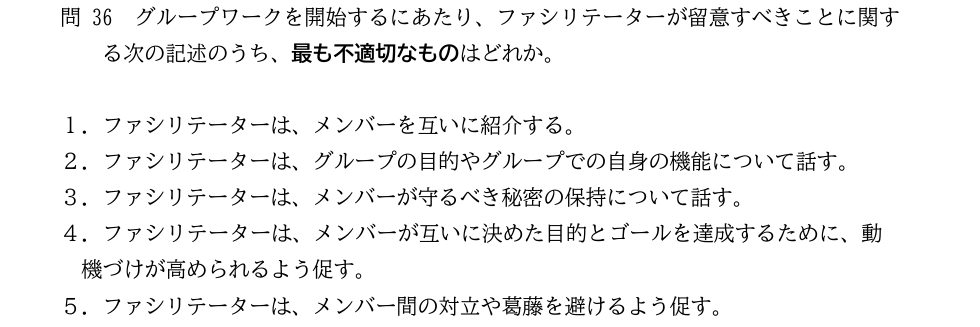 問 36 グループワークを開始するにあたり、ファシリテーターが留意すべきことに関す
る次の記述のうち、最も不適切なものはどれか。
１．ファシリテーターは、メンバーを互いに紹介する。
２．ファシリテーターは、グループの目的やグループでの自身の機能について話す。
３．ファシリテーターは、メンバーが守るべき秘密の保持について話す。
４．ファシリテーターは、メンバーが互いに決めた目的とゴールを達成するために、動
機づけが高められるよう促す。
５．ファシリテーターは、メンバー間の対立や葛藤を避けるよう促す。